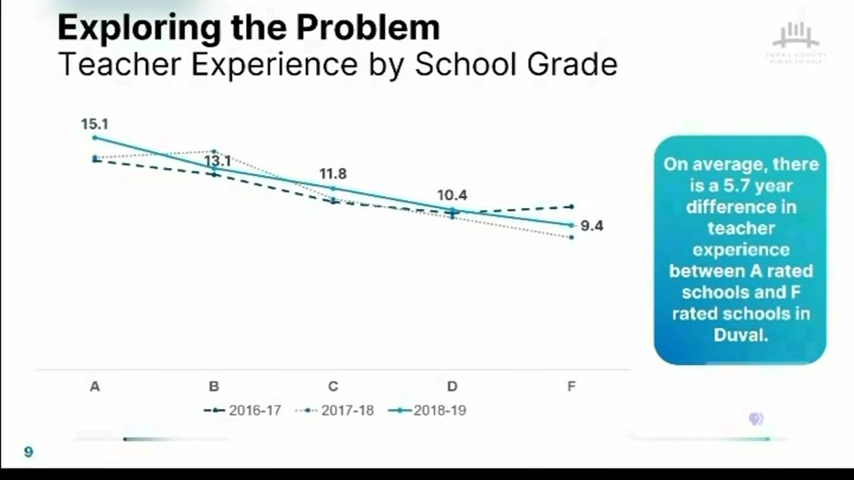 Exploring the Problem
Teacher Experience by School Grade
15.1
13.1
11.8
10.4
9.4
A
B
C
D
F
2016-17
2017-18
2018-19
On average, there
is a 5.7 year
difference in
teacher
experience
between A rated
schools and F
rated schools in
Duval.
9